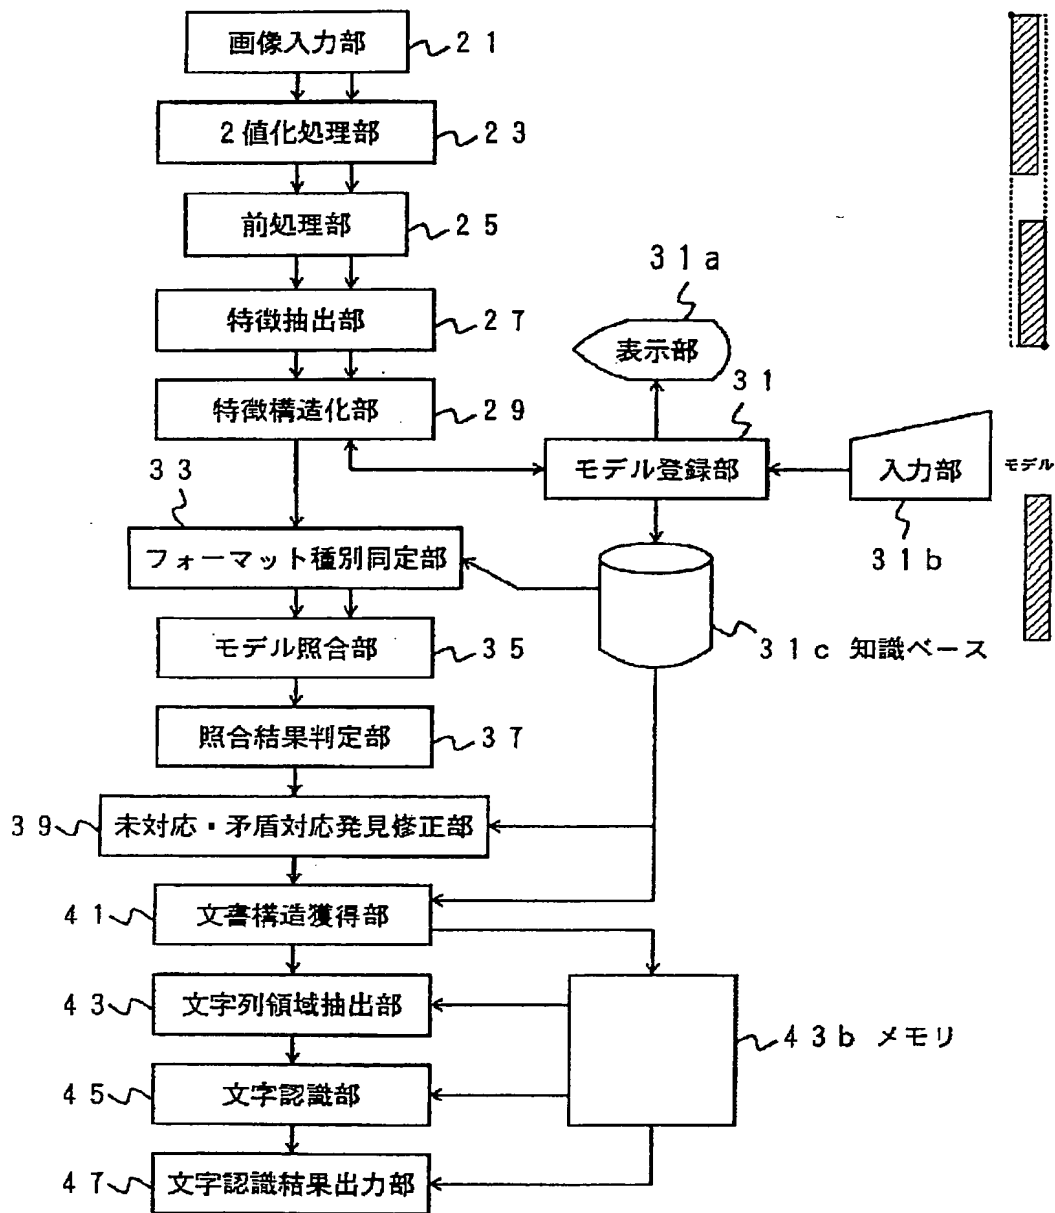 画像入力部 21
2値化処理部 23
前処理部 25
31a
特徴抽出部 27
表示部
特徴構造化部 29
31
33
モデル登録部
入力部
モデル
フォーマット種別同定部
31b
モデル照合部 35
31c 知識ベース
照合結果判定部 37
39 未対応・矛盾対応発見修正部
41 文書構造獲得部
43 文字列領域抽出部
43b メモリ
45 文字認識部
47 文字認識結果出力部